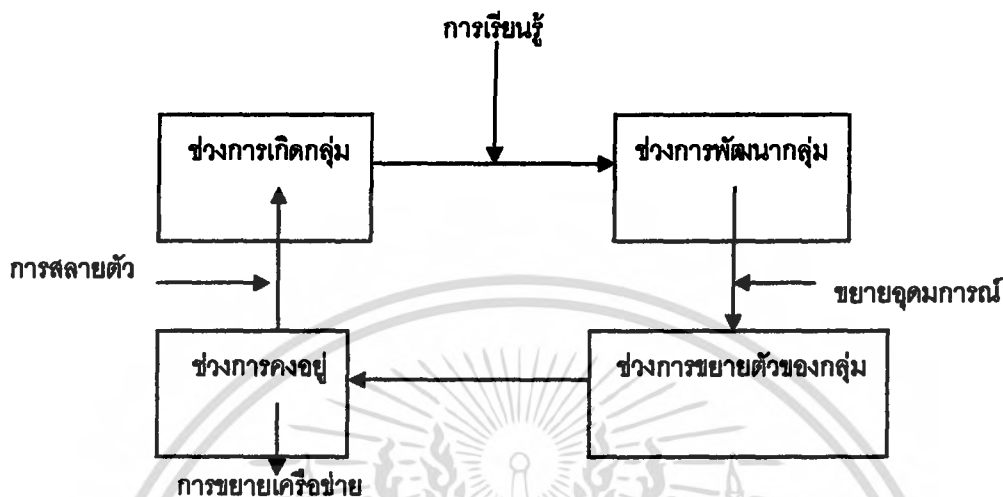 การเรียนรู้
ช่วงการเกิดกลุ่ม
ช่วงการพัฒนากลุ่ม
การสลายตัว
ขยายอุดมการณ์
ช่วงการคงอยู่
ช่วงการขยายตัวของกลุ่ม
การขยายเครือข่าย